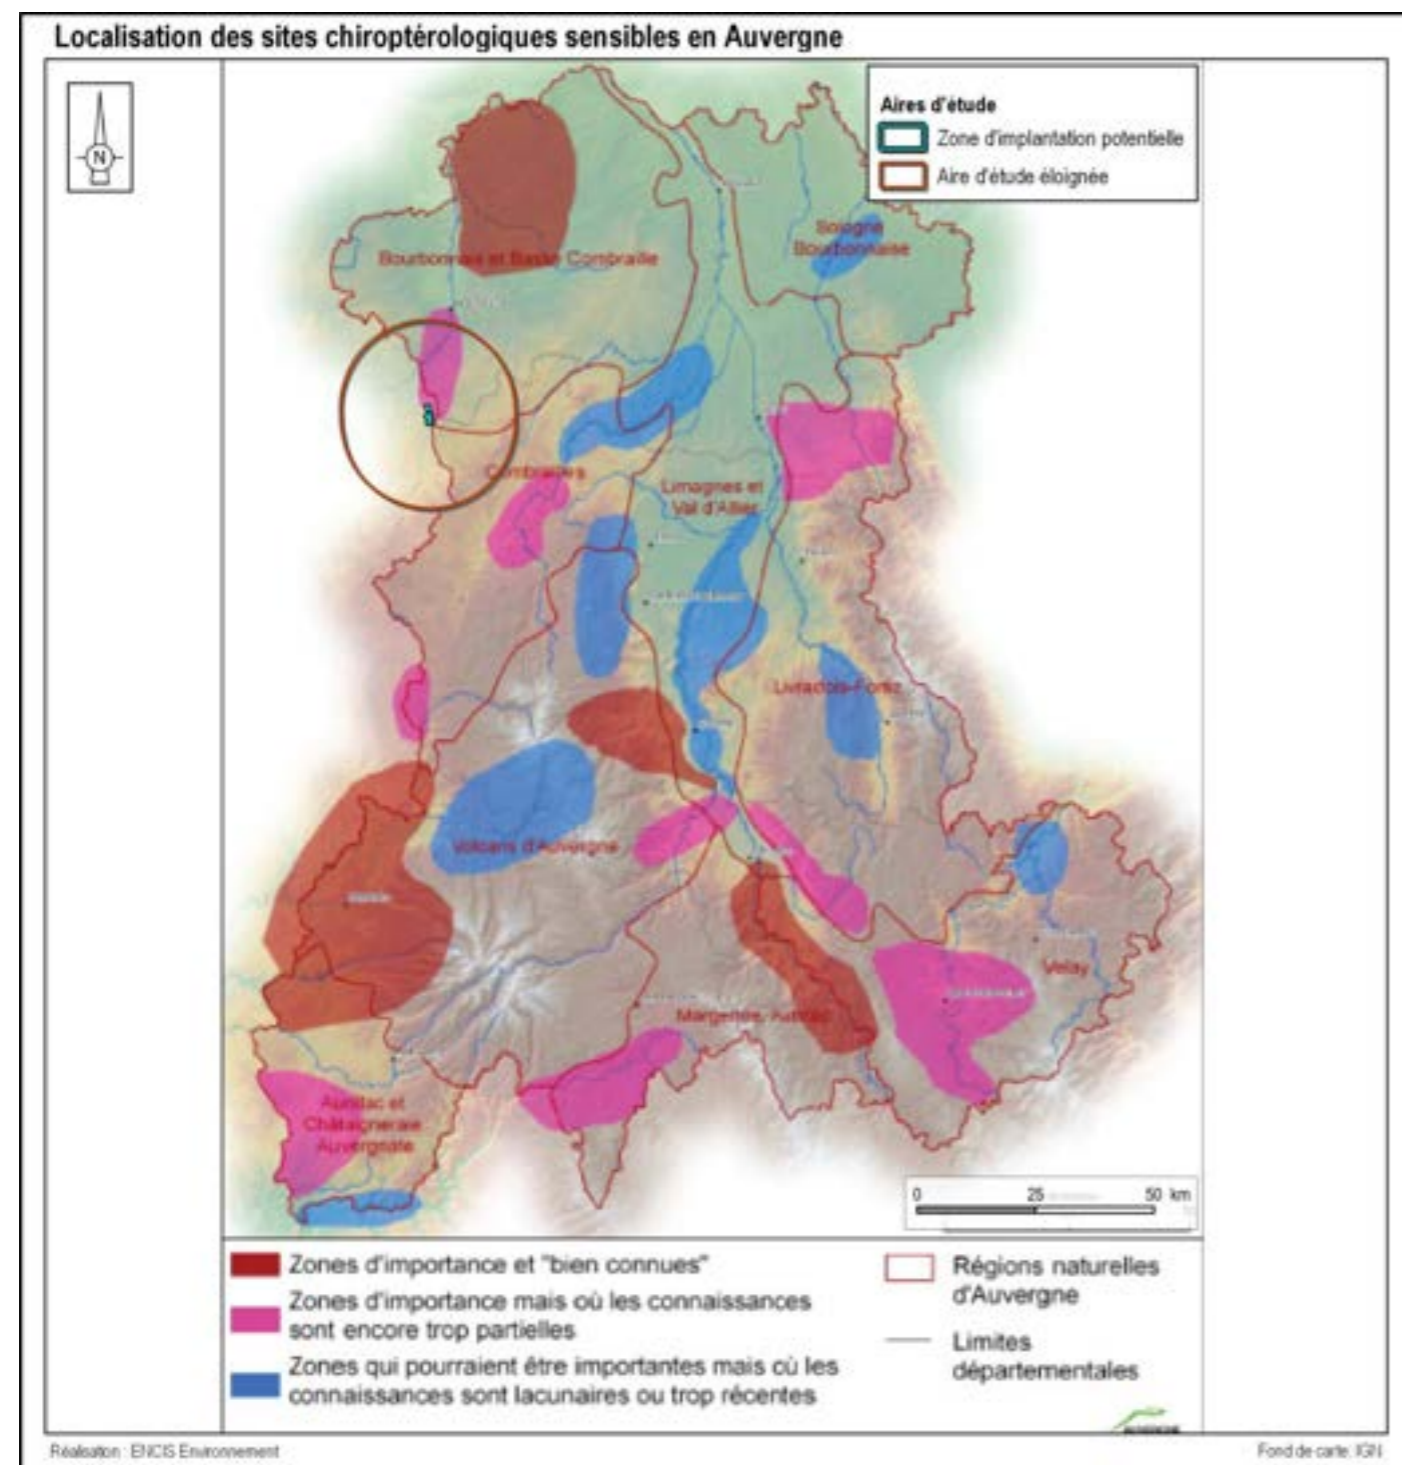 Localisation des sites chiroptérologiques sensibles en Auvergne
N
Aires d'étude
Zone d'implantation potentielle
Aire d'étude éloignée
Sologne
Bourbonnaise
Bourbonnais et Basse Combraille
Combrailles
Limagnes et
Val d'Allier
Livradois-Forez
Volcans d'Auvergne
Velay
Margeride, Aubrac
Aurillac et
Châtaigneraie
Auvergnate
0 25 50 km
Zones d'importance et "bien connues"
Zones d'importance mais où les connaissances
sont encore trop partielles
Zones qui pourraient être importantes mais où les
connaissances sont lacunaires ou trop récentes
Régions naturelles
d'Auvergne
Limites
départementales
Réalisation : ENCIS Environnement
Fond de carte: IGN